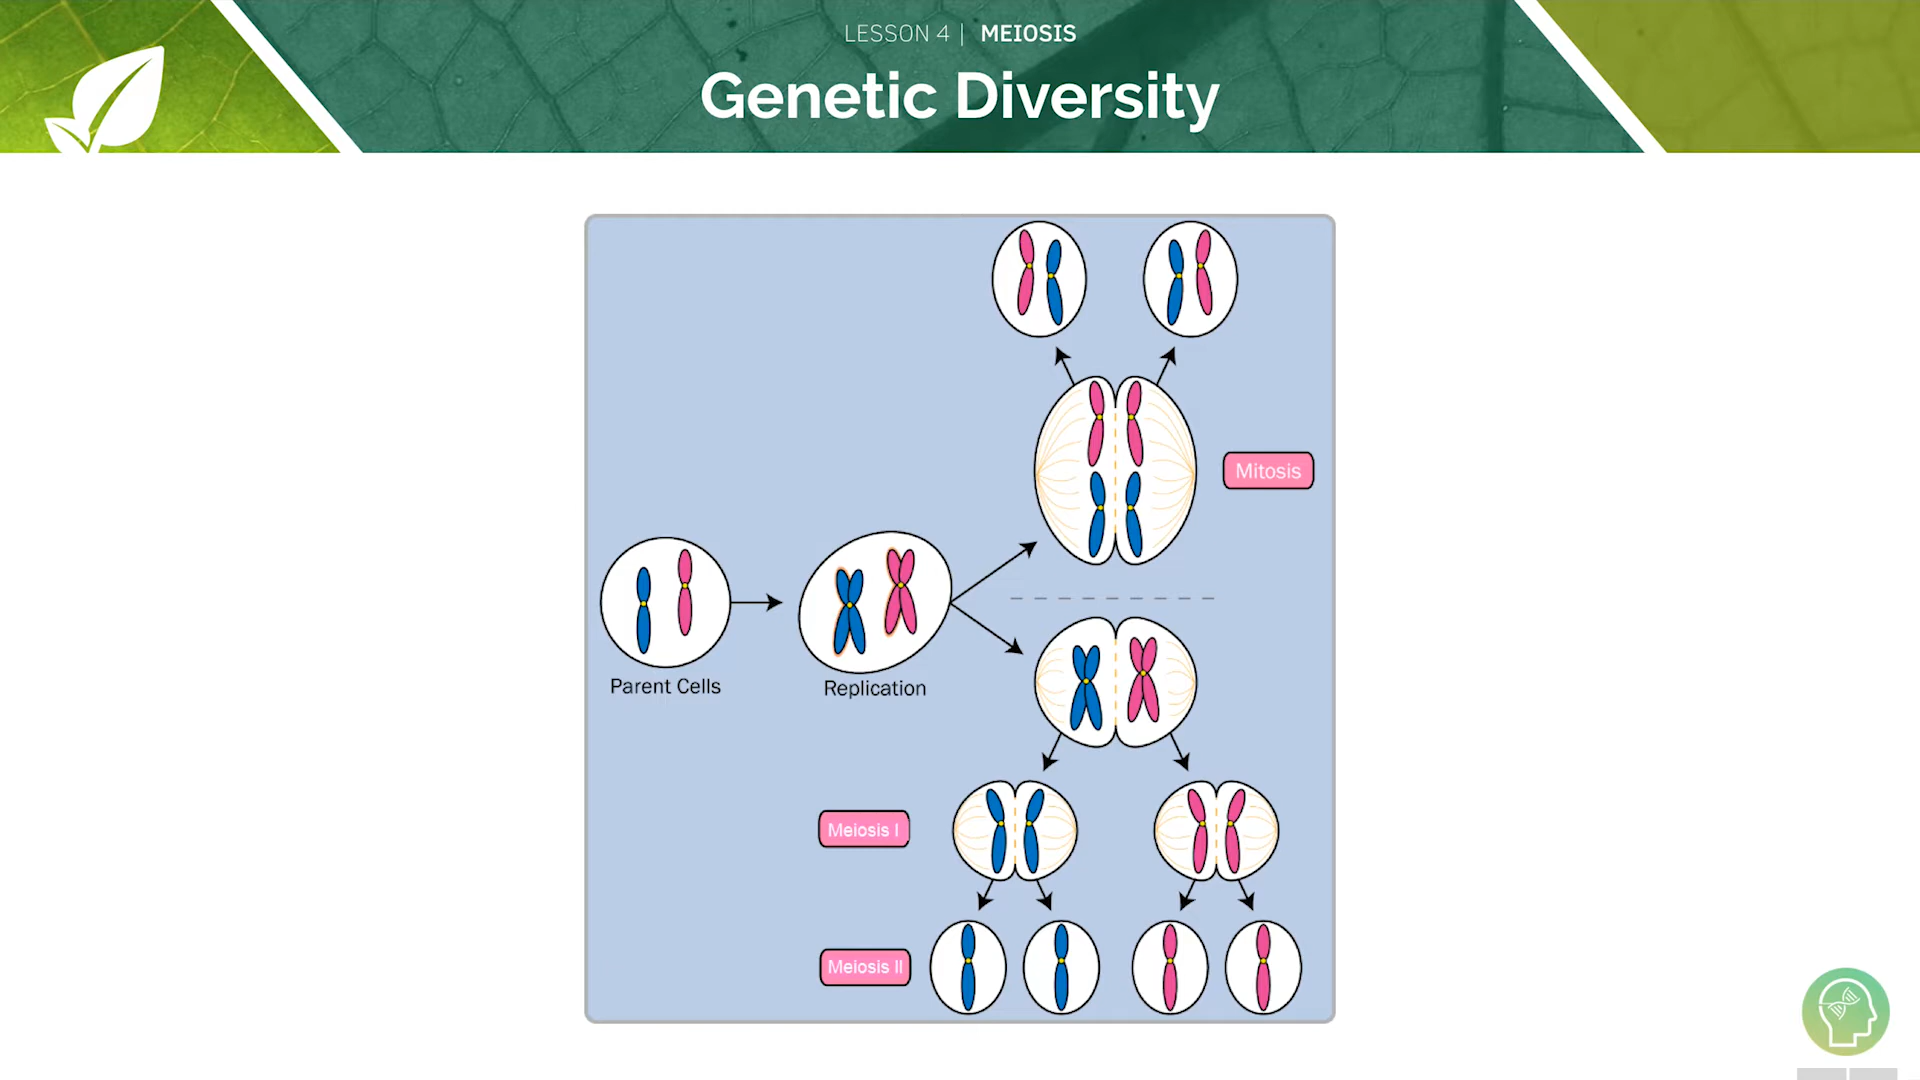 LESSON 4 | MEIOSIS
Genetic Diversity
Mitosis
Parent Cells
Replication
Meiosis I
Meiosis II